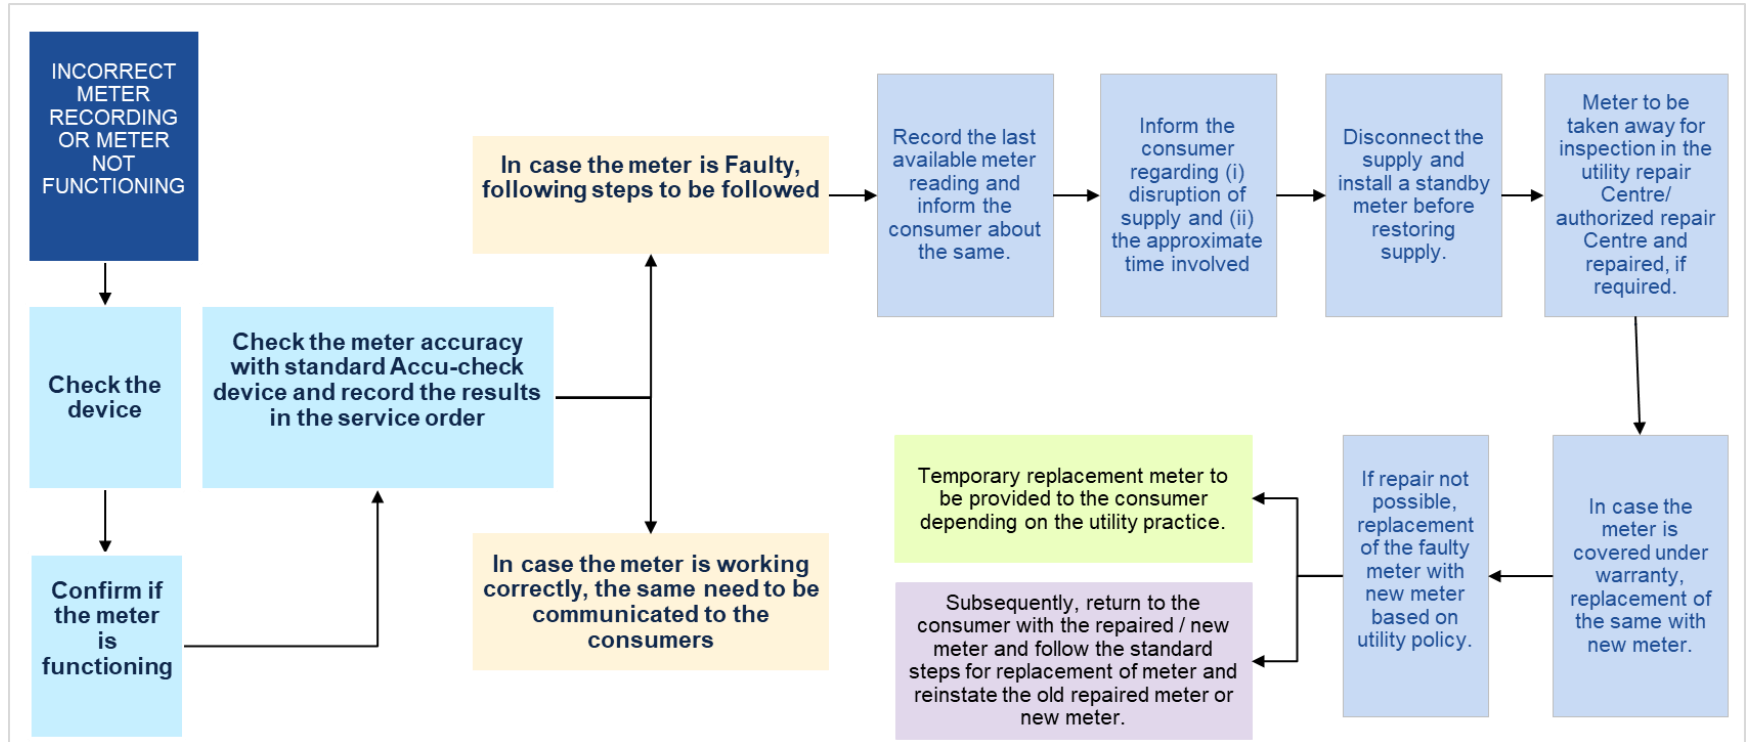 INCORRECT
METER
RECORDING
OR METER
NOT
FUNCTIONING
Check the
device
Confirm if
the meter
is
functioning
Check the meter accuracy
with standard Accu-check
device and record the results
in the service order
In case the meter is Faulty,
following steps to be followed
In case the meter is working
correctly, the same need to be
communicated to the
consumers
Record the last
available meter
reading and
inform the
consumer about
the same.
Inform the
consumer
regarding (i)
disruption of
supply and (ii)
the approximate
time involved
Disconnect the
supply and
install a standby
meter before
restoring
supply.
Meter to be
taken away for
inspection in the
utility repair
Centre/
authorized repair
Centre and
repaired, if
required.
In case the
meter is
covered under
warranty,
replacement of
the same with
new meter.
If repair not
possible,
replacement
of the faulty
meter with
new meter
based on
utility policy.
Temporary replacement meter to
be provided to the consumer
depending on the utility practice.
Subsequently, return to the
consumer with the repaired / new
meter and follow the standard
steps for replacement of meter and
reinstate the old repaired meter or
new meter.